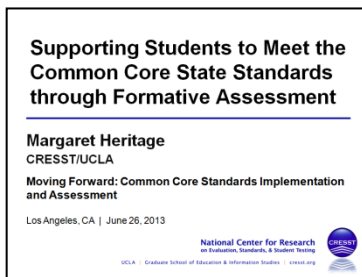 Supporting Students to Meet the
Common Core State Standards
through Formative Assessment
Margaret Heritage
CRESST/UCLA
Moving Forward: Common Core Standards Implementation
and Assessment
Los Angeles, CA | June 26, 2013
National Center for Research
on Evaluation, Standards, & Student Testing
UCLA | Graduate School of Education & Information Studies | cresst.org
CRESST